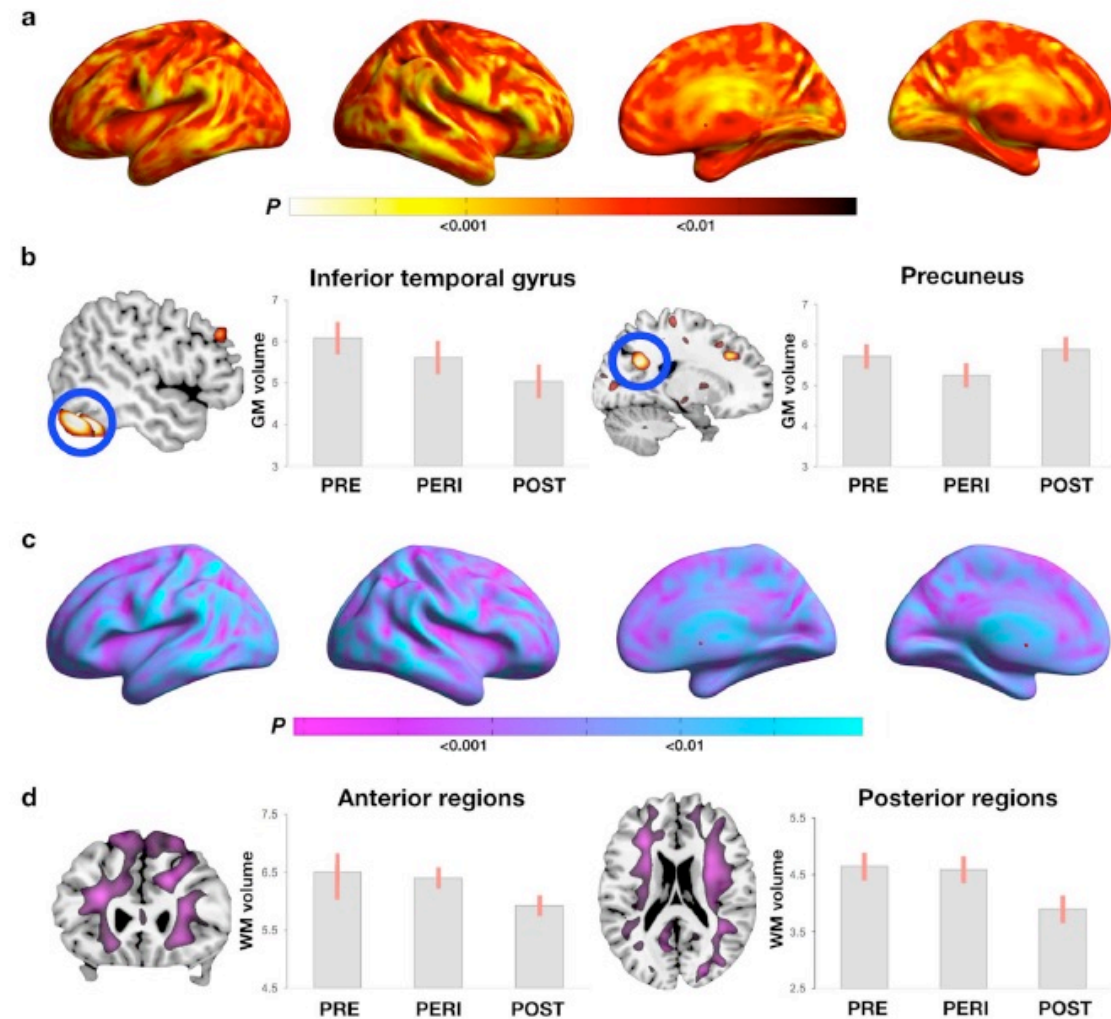 a
P
<0.001 <0.01
b
Inferior temporal gyrus
GM volume
7
6
5
4
3
PRE PERI POST
Precuneus
GM volume
7
6
5
4
3
PRE PERI POST
c
P
<0.001 <0.01
d
Anterior regions
WM volume
7.5
6.5
5.5
4.5
PRE PERI POST
Posterior regions
WM volume
5.5
4.5
3.5
2.5
PRE PERI POST